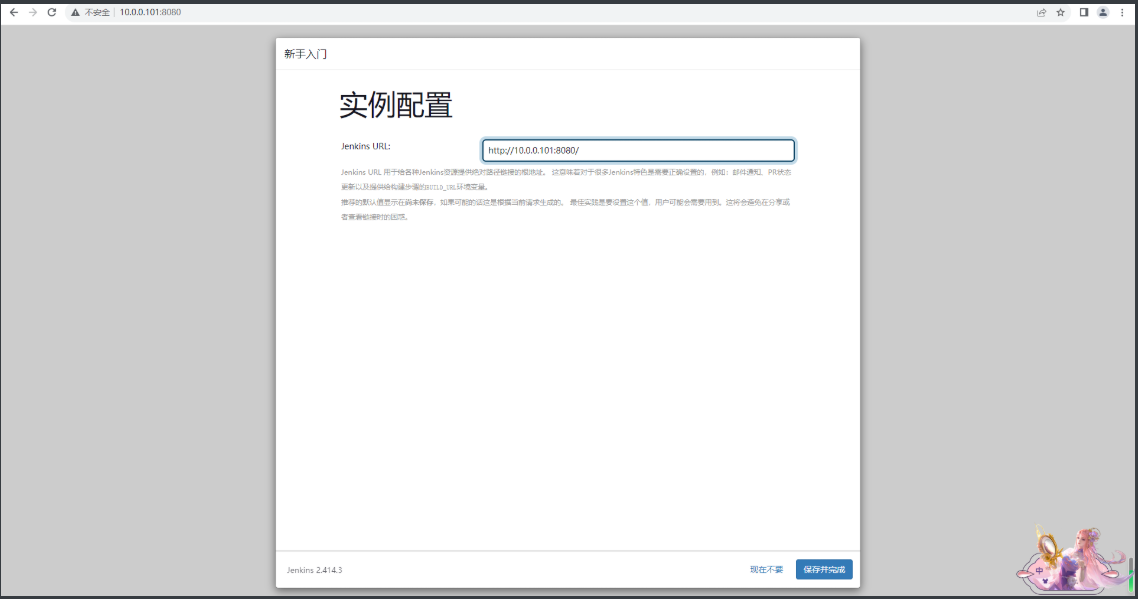 不安全 | 10.0.0.101:8080
新手入门
实例配置
Jenkins URL:
http://10.0.0.101:8080/
Jenkins URL 用于给各种Jenkins资源提供绝对路径链接的根地址。 这意味着对于很多Jenkins特色是需要正确设置的，例如：邮件通知、PR状态
更新以及提供给构建步骤的BUILD_URL环境变量。
推荐的默认值显示在尚未保存，如果可能的话这是根据当前请求生成的。 最佳实践是要设置这个值，用户可能会需要用到。这将会避免在分享或
者查看链接时的困惑。
Jenkins 2.414.3
现在不要
保存并完成
中